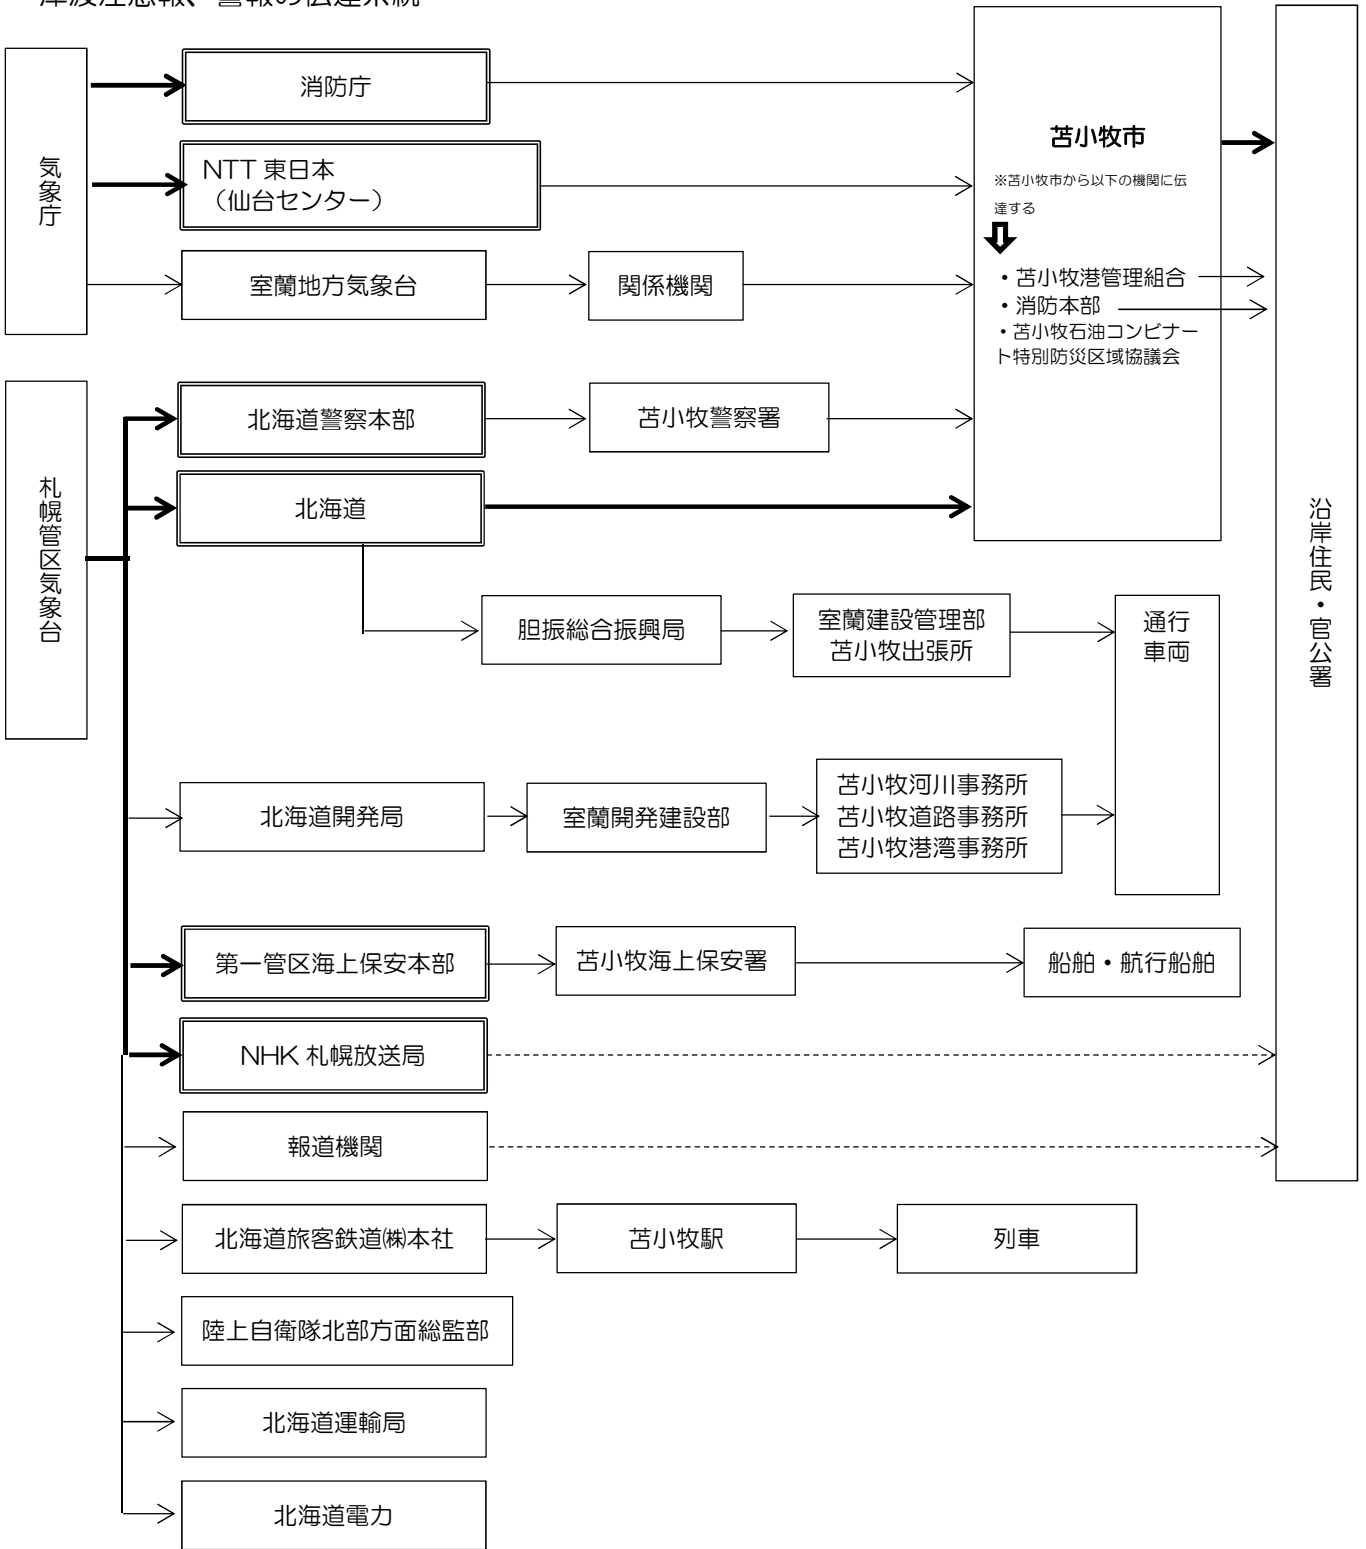 津波注意報、警報の伝達系統
気象庁
消防庁
NTT 東日本
（仙台センター）
室蘭地方気象台
関係機関
苫小牧市
※苫小牧市から以下の機関に伝
達する
・苫小牧港管理組合
・消防本部
・苫小牧石油コンビナー
ト特別防災区域協議会
札幌管区気象台
北海道警察本部
苫小牧警察署
北海道
胆振総合振興局
室蘭建設管理部
苫小牧出張所
通行
車両
沿岸住民・官公署
北海道開発局
室蘭開発建設部
苫小牧河川事務所
苫小牧道路事務所
苫小牧港湾事務所
第一管区海上保安本部
苫小牧海上保安署
船舶・航行船舶
NHK 札幌放送局
報道機関
北海道旅客鉄道㈱本社
苫小牧駅
列車
陸上自衛隊北部方面総監部
北海道運輸局
北海道電力